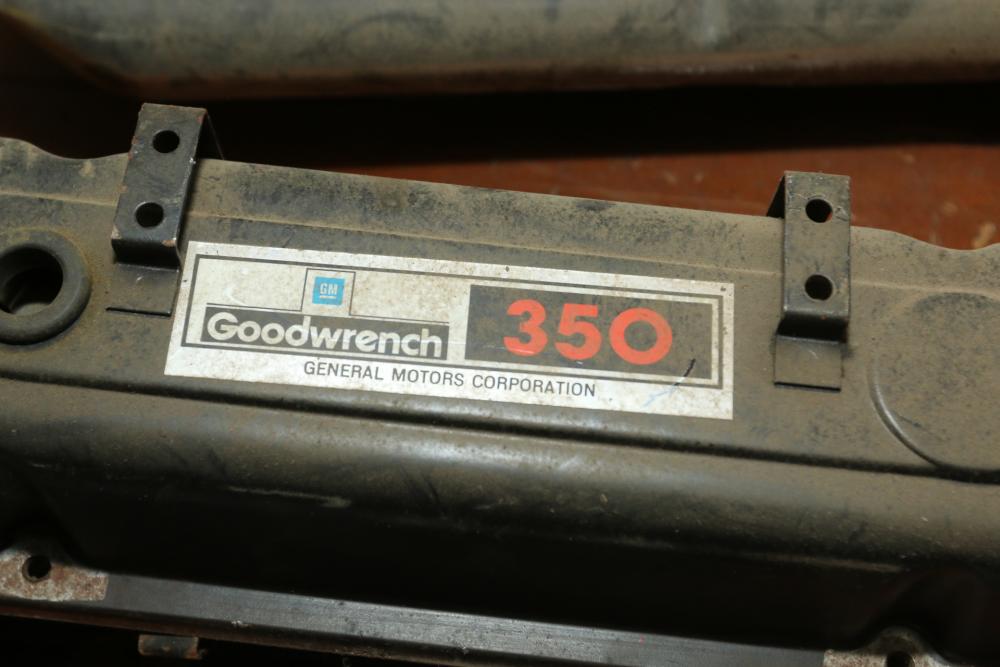 GM
Goodwrench 350
GENERAL MOTORS CORPORATION